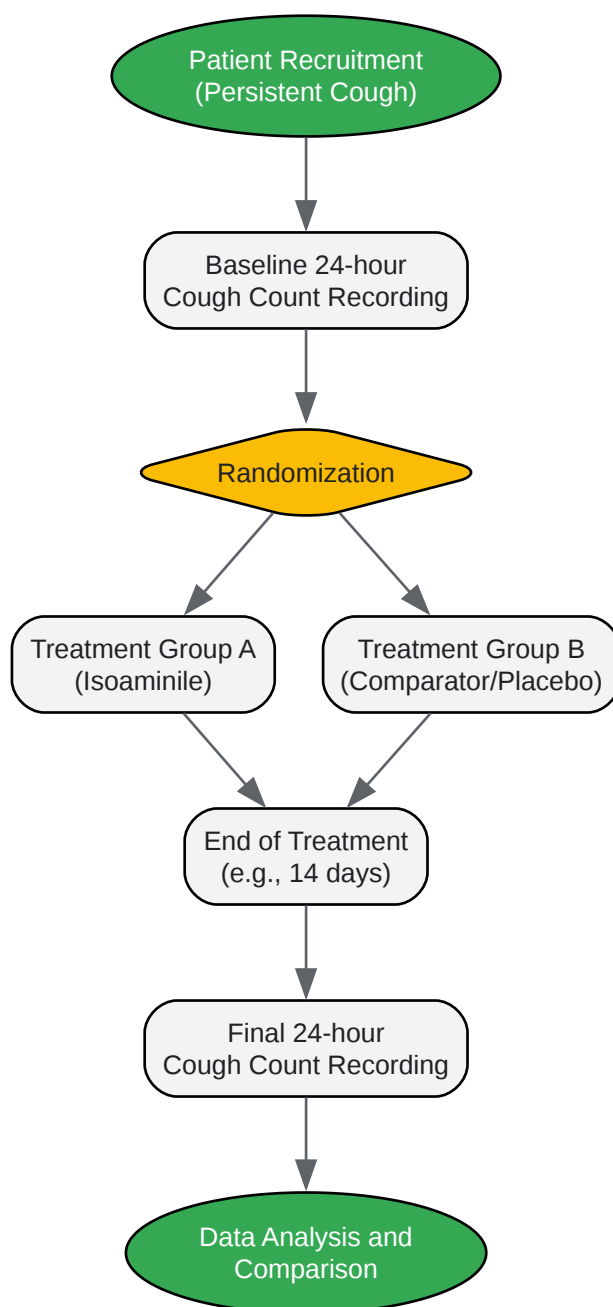 Patient Recruitment
(Persistent Cough)
Baseline 24-hour
Cough Count Recording
Randomization
Treatment Group A
(Isoaminile)
Treatment Group B
(Comparator/Placebo)
End of Treatment
(e.g., 14 days)
Final 24-hour
Cough Count Recording
Data Analysis and
Comparison